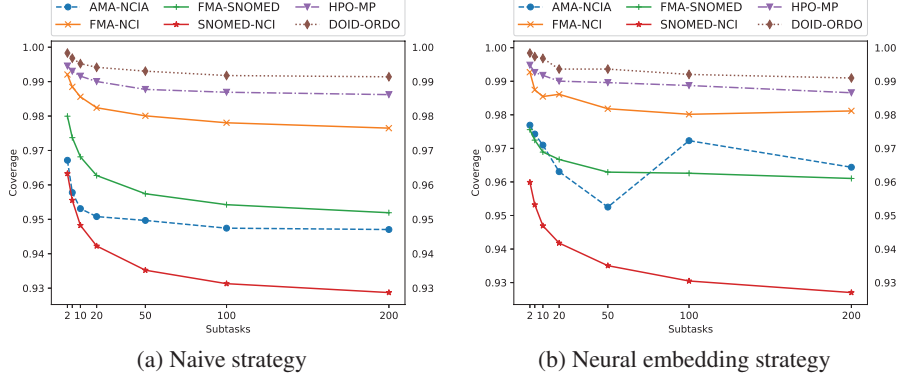 AMA-NCIA FMA-SNOMED HPO-MP
FMA-NCI SNOMED-NCI DOID-ORDO
1.00 1.00
0.99 0.99
0.98 0.98
0.97 0.97
0.96 0.96
0.95 0.95
0.94 0.94
0.93 0.93
Coverage
2 10 20 50 100 200
Subtasks
(a) Naive strategy
AMA-NCIA FMA-SNOMED HPO-MP
FMA-NCI SNOMED-NCI DOID-ORDO
1.00 1.00
0.99 0.99
0.98 0.98
0.97 0.97
0.96 0.96
0.95 0.95
0.94 0.94
0.93 0.93
Coverage
2 10 20 50 100 200
Subtasks
(b) Neural embedding strategy